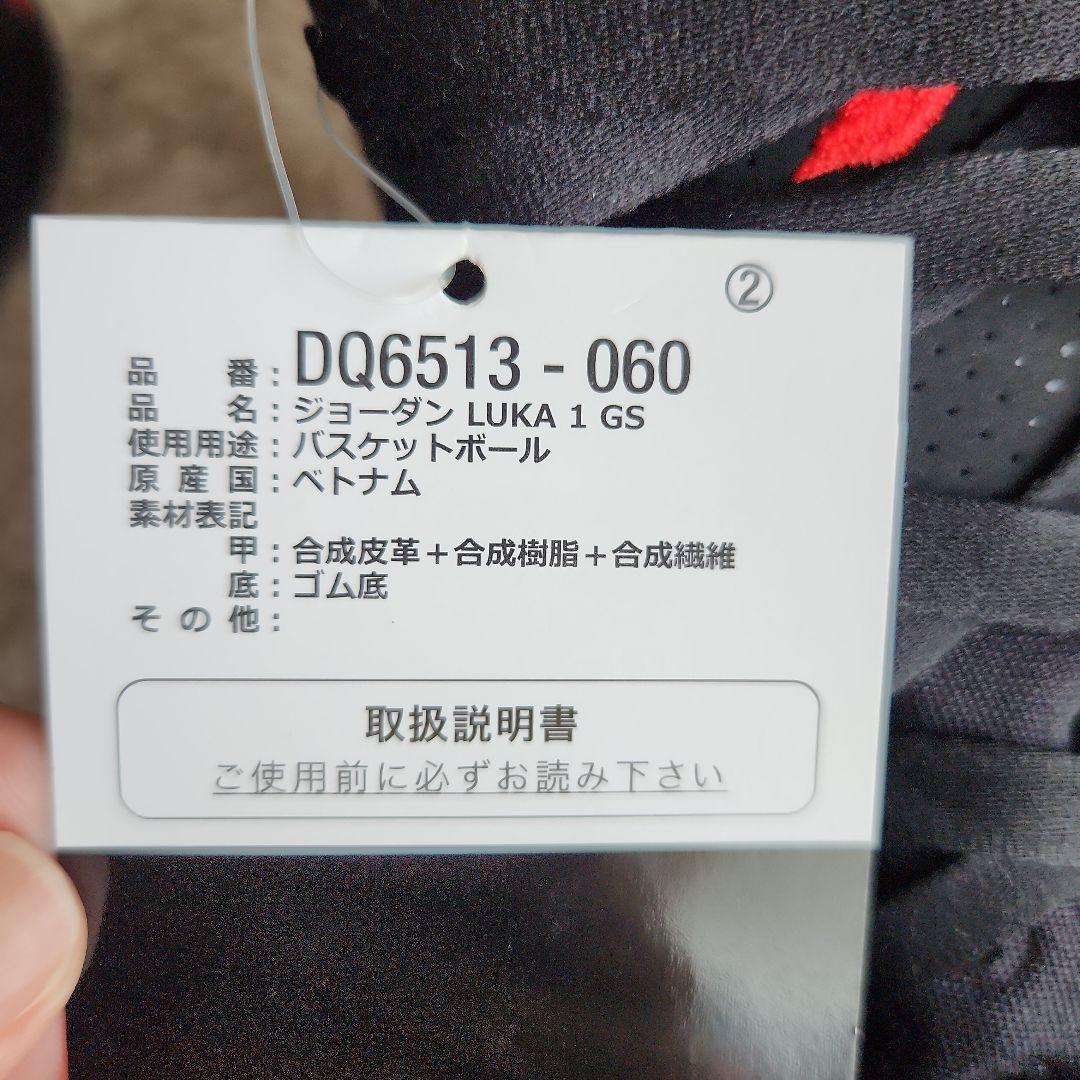 ②
品番：DQ6513 - 060
品名：ジョーダン LUKA 1 GS
使用用途：バスケットボール
原産国：ベトナム
素材表記
甲：合成皮革＋合成樹脂＋合成繊維
底：ゴム底
その他：
取扱説明書
ご使用前に必ずお読み下さい